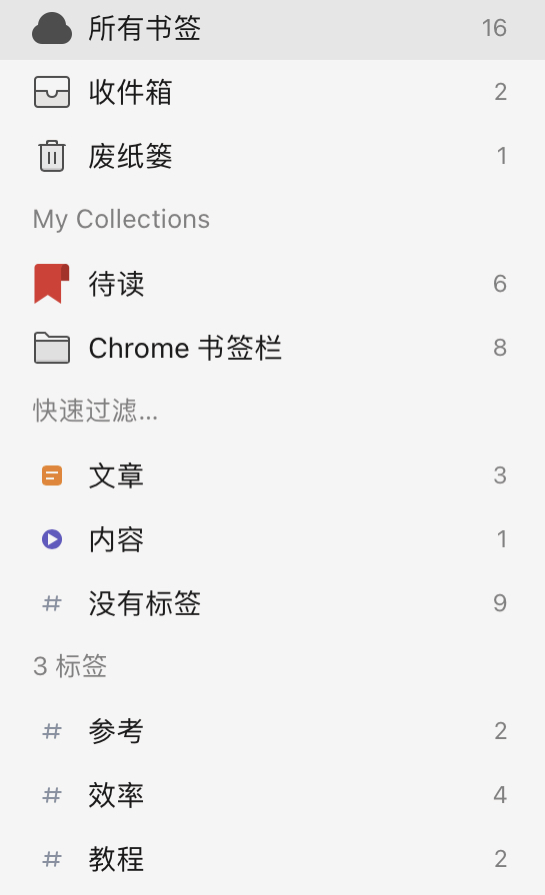 所有书签 16
收件箱 2
废纸篓 1
My Collections
待读 6
Chrome 书签栏 8
快速过滤...
文章 3
内容 1
# 没有标签 9
3 标签
# 参考 2
# 效率 4
# 教程 2